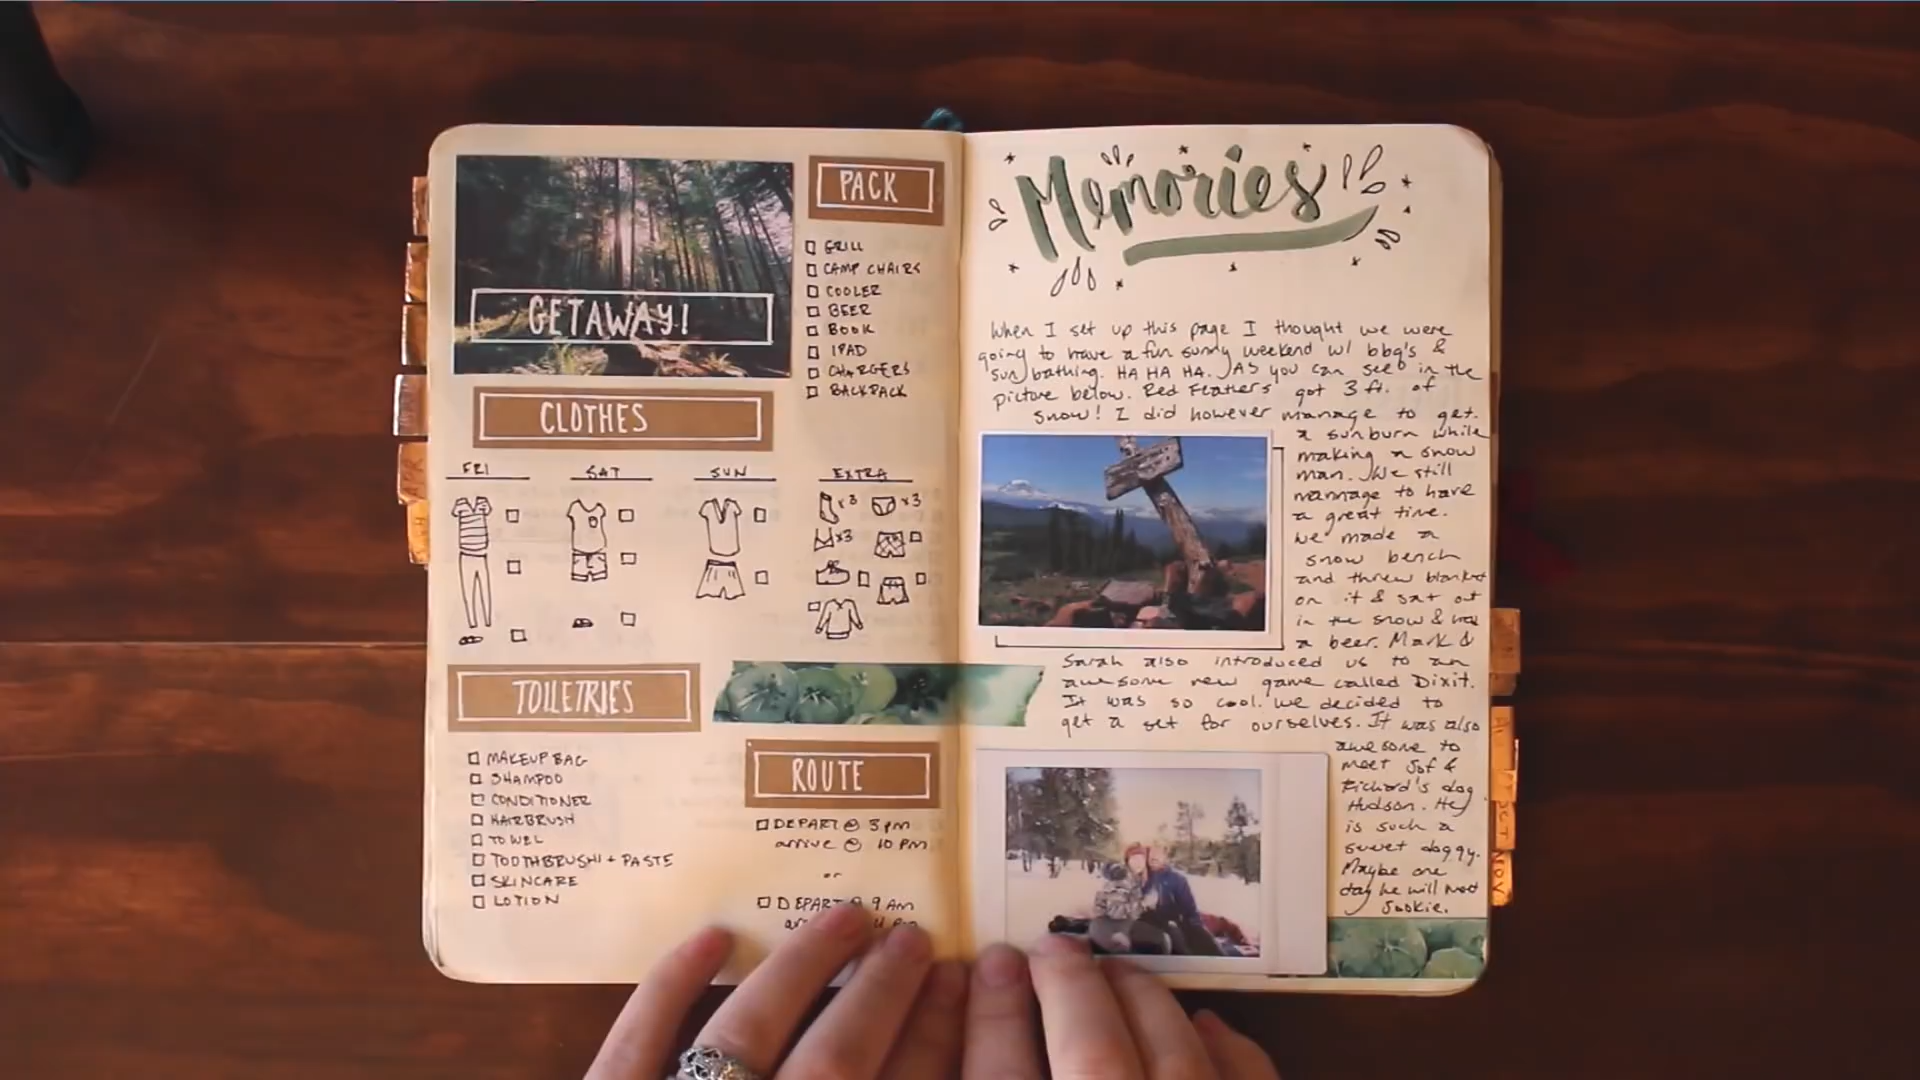 GETAWAY!
PACK
GRILL
CAMP CHAIRS
COOLER
BEER
BOOK
IPAD
CHARGERS
BACKPACK
CLOTHES
FRI
SAT
SUN
EXTRA
x3
x3
x3
TOILETRIES
MAKEUP BAG
SHAMPOO
CONDITIONER
HAIRBRUSH
TOWEL
TOOTHBRUSH + PASTE
SKINCARE
LOTION
ROUTE
DEPART @ 3 PM
arrive @ 10 PM
or
DEPART @ 9 AM
PM
Memories
When I set up this page I thought we were
going to have a fun sunny weekend w/ bbq's &
sun bathing. HA HA HA. As you can see in the
picture below. Red Feathers got 3 ft. of
snow! I did however manage to get
a sunburn while
making a snow
man. We still
mannage to have
a great time.
We made a
snow bench
and threw blanket
on it & sat out
in the snow & had
a beer. Mark &
Sarah also introduced us to an
awesome new game called Dixit.
It was so cool. We decided to
get a set for ourselves. It was also
awesome to
meet &
Richard's dog
Hudson. He
is such a
sweet doggy.
Maybe one
day he will meet
Sookie.
NOV